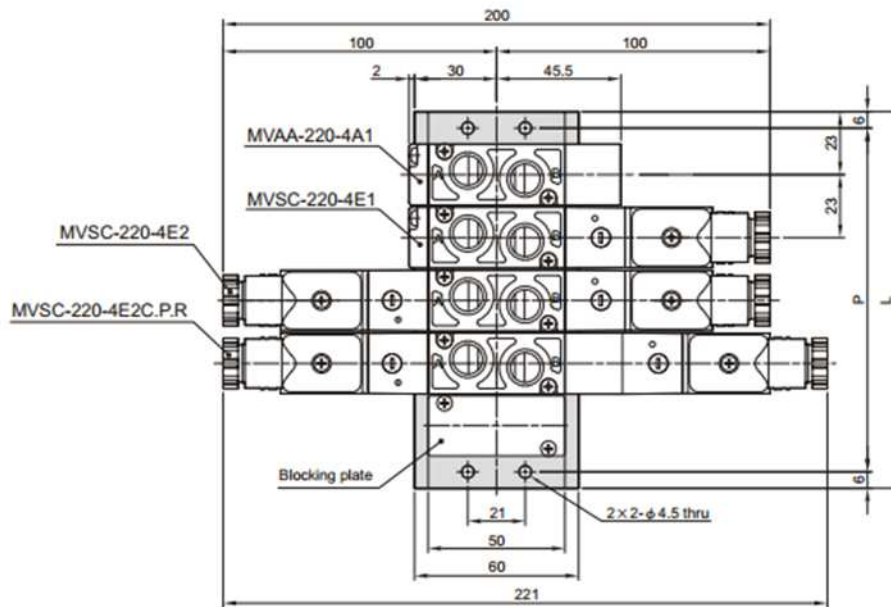 200
100 100
2 30 45.5
6
23
MVAA-220-4A1
MVSC-220-4E1
23
MVSC-220-4E2
MVSC-220-4E2C.P.R
P
L
Blocking plate
6
21
2×2-ϕ4.5 thru
50
60
221